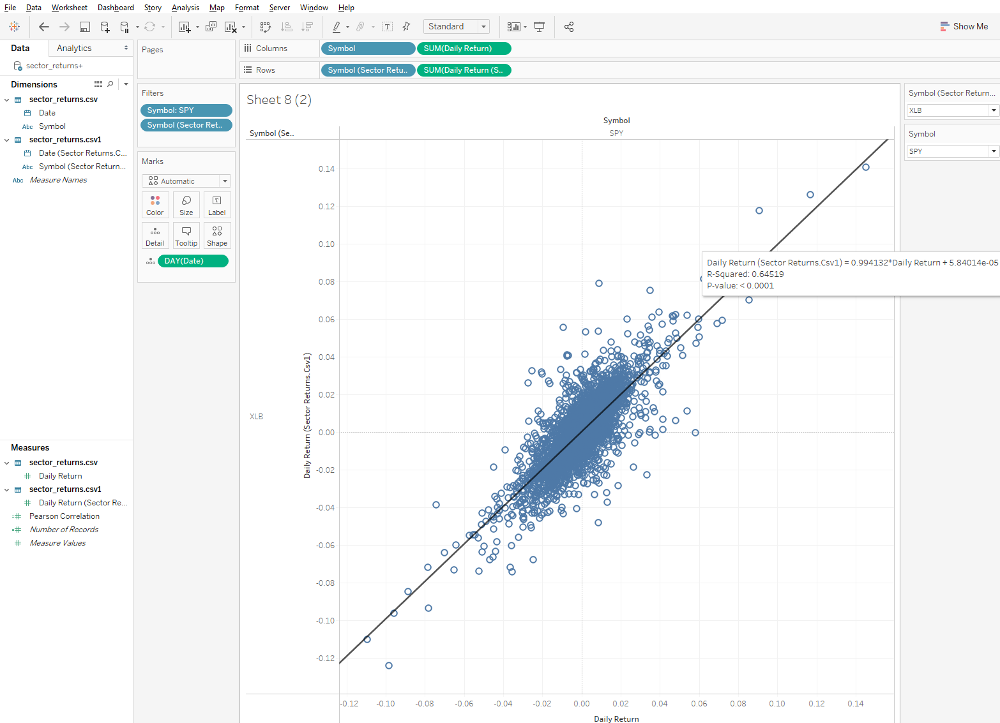 File Data Worksheet Dashboard Story Analysis Map Format Server Window Help
Standard
Show Me
Data Analytics
sector_returns+
Dimensions
sector_returns.csv
Date
Abc Symbol
sector_returns.csv1
Date (Sector Returns.C...
Abc Symbol (Sector Return...
Abc Measure Names
Measures
sector_returns.csv
# Daily Return
sector_returns.csv1
# Daily Return (Sector Re...
=# Pearson Correlation
=# Number of Records
# Measure Values
Pages
Filters
Symbol: SPY
Symbol (Sector Ret..
Marks
Automatic
Color Size Label
Detail Tooltip Shape
DAY(Date)
Columns Symbol SUM(Daily Return)
Rows Symbol (Sector Retu.. SUM(Daily Return (S..
Sheet 8 (2)
Symbol
Symbol (Se.. SPY
0.14
0.12
0.10
0.08
0.06
0.04
0.02
0.00
-0.02
-0.04
-0.06
-0.08
-0.10
-0.12
XLB
Daily Return (Sector Returns.Csv1)
Daily Return (Sector Returns.Csv1) = 0.994132*Daily Return + 5.84014e-05
R-Squared: 0.64519
P-value: < 0.0001
-0.12 -0.10 -0.08 -0.06 -0.04 -0.02 0.00 0.02 0.04 0.06 0.08 0.10 0.12 0.14
Daily Return
Symbol (Sector Return...
XLB
Symbol
SPY